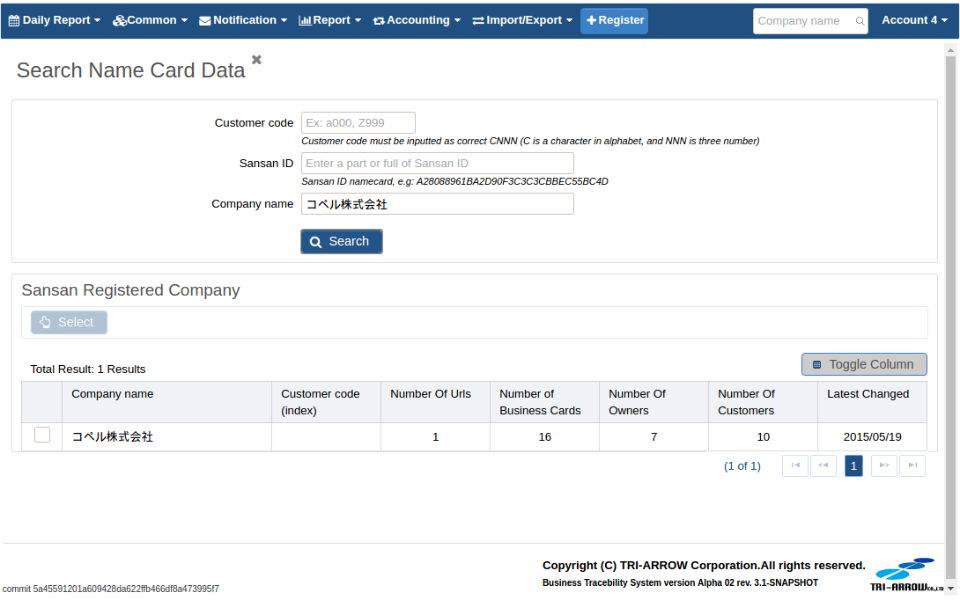 Daily Report Common Notification Report Accounting Import/Export Register Company name Account 4
Search Name Card Data
Customer code Ex: a000, Z999
Customer code must be inputted as correct CNNN (C is a character in alphabet, and NNN is three number)
Sansan ID Enter a part or full of Sansan ID
Sansan ID namecard, e.g: A28088961BA2D90F3C3C3CBBEC55BC4D
Company name コベル株式会社
Search
Sansan Registered Company
Select
Total Result: 1 Results Toggle Column
Company name Customer code (index) Number Of Urls Number of Business Cards Number Of Owners Number Of Customers Latest Changed
コベル株式会社 1 16 7 10 2015/05/19
(1 of 1) 1
Copyright (C) TRI-ARROW Corporation.All rights reserved.
Business Tracebility System version Alpha 02 rev. 3.1-SNAPSHOT
TRI-ARROW
commit 5a45591201a609428da622ffb466df8a473995f7